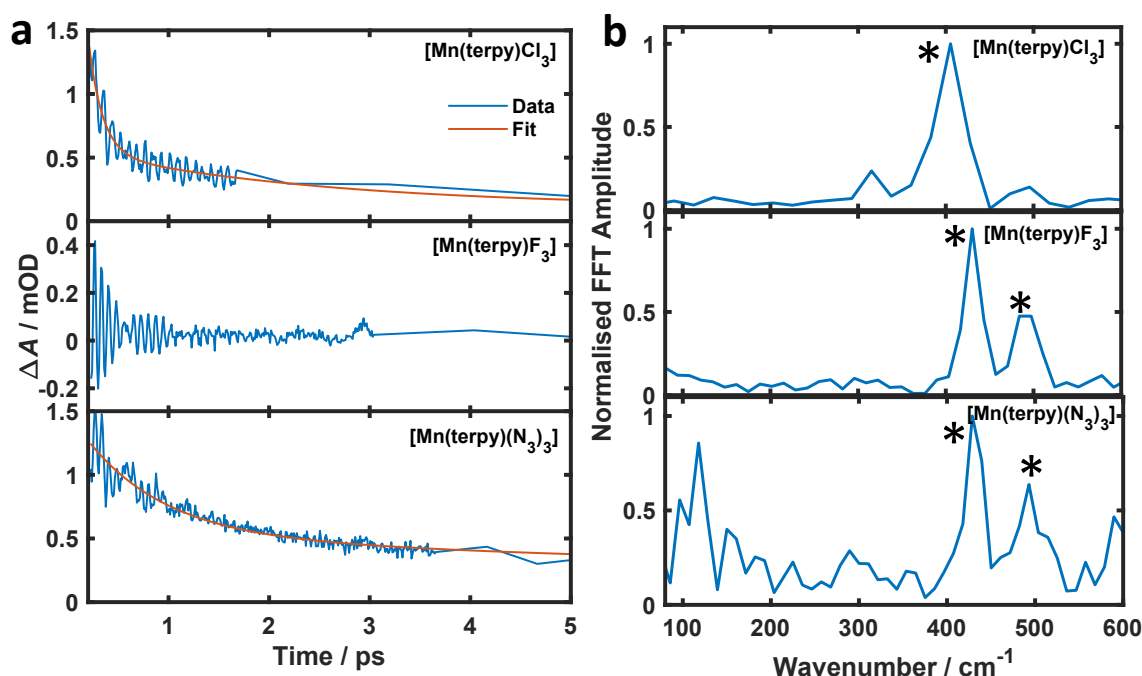 a
ΔA / mOD
[Mn(terpy)Cl₃]
Data
Fit
1.5
1
0.5
0
[Mn(terpy)F₃]
0.4
0.2
0
-0.2
[Mn(terpy)(N₃)₃]
1.5
1
0.5
0
1 2 3 4 5
Time / ps
b
Normalised FFT Amplitude
[Mn(terpy)Cl₃]
*
1
0.5
0
[Mn(terpy)F₃]
* *
1
0.5
0
[Mn(terpy)(N₃)₃]
* *
1
0.5
0
100 200 300 400 500 600
Wavenumber / cm⁻¹